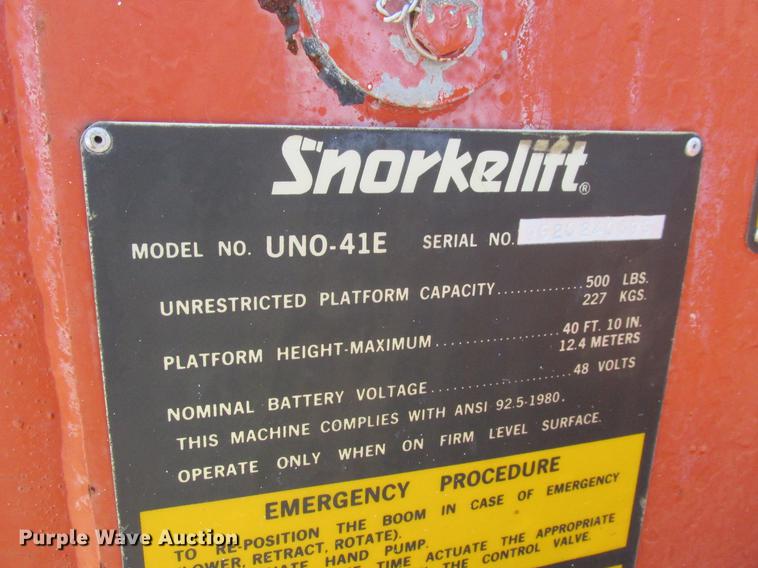 Snorkelift®
MODEL NO. UNO-41E SERIAL NO.
UNRESTRICTED PLATFORM CAPACITY.............. 500 LBS.
227 KGS.
PLATFORM HEIGHT-MAXIMUM.................. 40 FT. 10 IN.
12.4 METERS
NOMINAL BATTERY VOLTAGE..................... 48 VOLTS
THIS MACHINE COMPLIES WITH ANSI 92.5-1980.
OPERATE ONLY WHEN ON FIRM LEVEL SURFACE.
EMERGENCY PROCEDURE
TO RE-POSITION THE BOOM IN CASE OF EMERGENCY
LOWER, RETRACT, ROTATE).
HAND PUMP.
TIME ACTUATE THE APPROPRIATE
THE CONTROL VALVE.
Purple Wave Auction